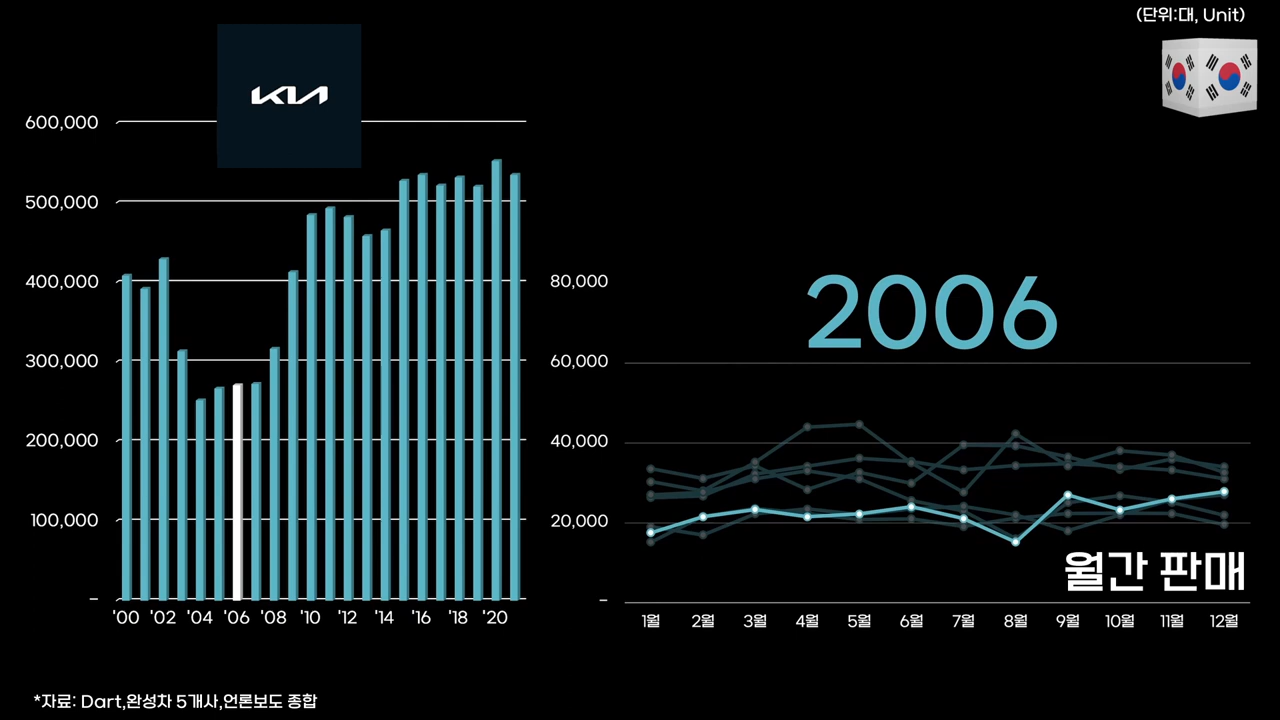 (단위:대, Unit)
KIA
600,000
500,000
400,000
300,000
200,000
100,000
–
'00 '02 '04 '06 '08 '10 '12 '14 '16 '18 '20
2006
80,000
60,000
40,000
20,000
–
월간 판매
1월 2월 3월 4월 5월 6월 7월 8월 9월 10월 11월 12월
*자료: Dart,완성차 5개사,언론보도 종합